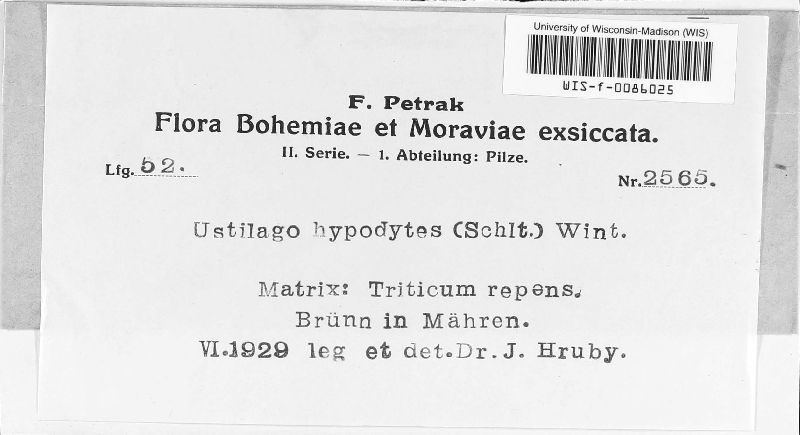 University of Wisconsin-Madison (WIS)
WIS-f-0086025
F. Petrak
Flora Bohemiae et Moraviae exsiccata.
II. Serie. — 1. Abteilung: Pilze.
Lfg. 52.
Nr. 2565.
Ustilago hypodytes (Schlt.) Wint.
Matrix: Triticum repens.
Brünn in Mähren.
VI.1929 leg et det. Dr. J. Hruby.